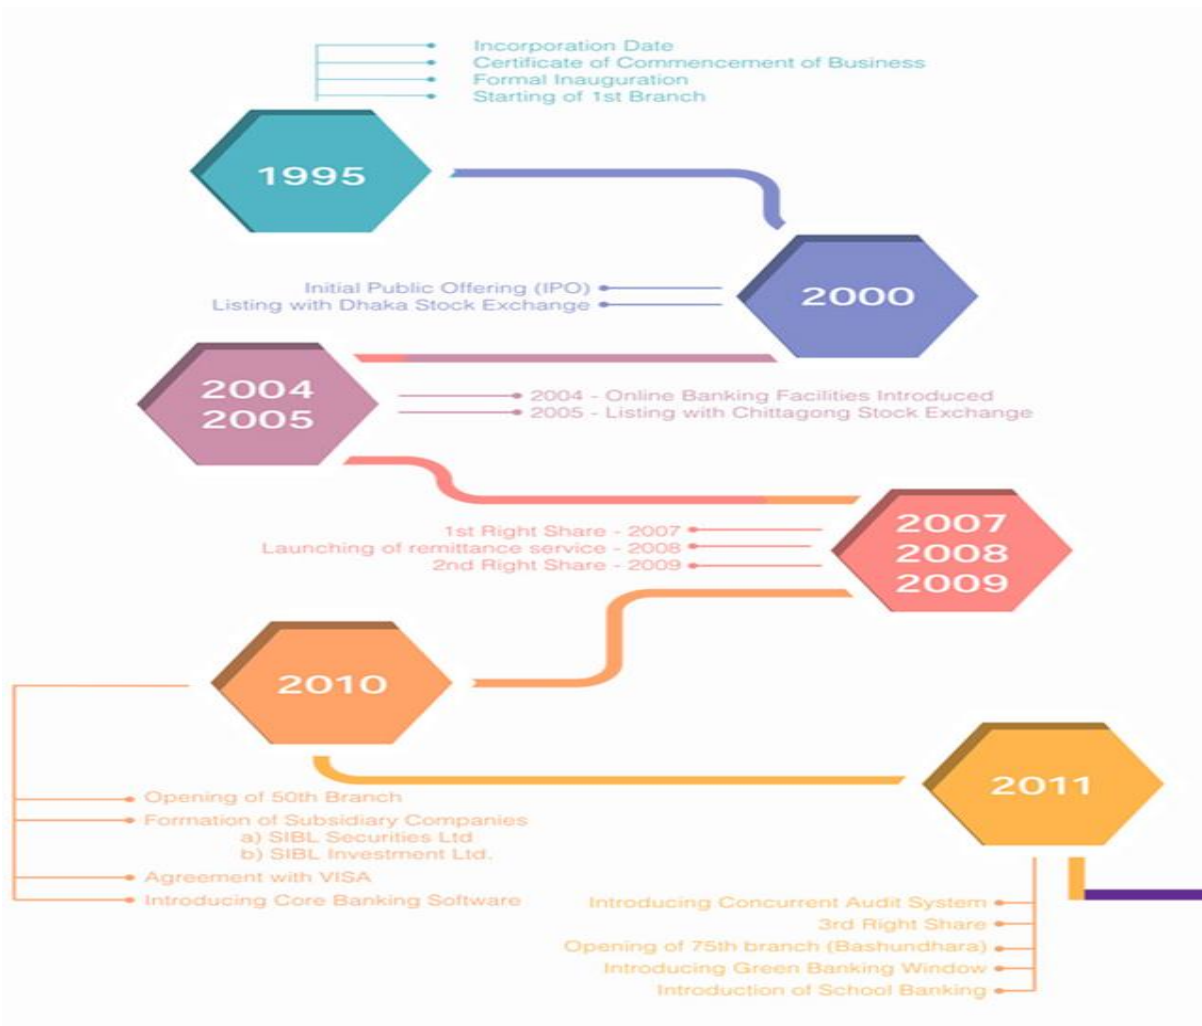 Incorporation Date
Certificate of Commencement of Business
Formal Inauguration
Starting of 1st Branch
1995
2000
Initial Public Offering (IPO)
Listing with Dhaka Stock Exchange
2004
2005
2004 - Online Banking Facilities Introduced
2005 - Listing with Chittagong Stock Exchange
2007
2008
2009
1st Right Share - 2007
Launching of remittance service - 2008
2nd Right Share - 2009
2010
Opening of 50th Branch
Formation of Subsidiary Companies
a) SIBL Securities Ltd
b) SIBL Investment Ltd.
Agreement with VISA
Introducing Core Banking Software
2011
Introducing Concurrent Audit System
3rd Right Share
Opening of 75th branch (Bashundhara)
Introducing Green Banking Window
Introduction of School Banking